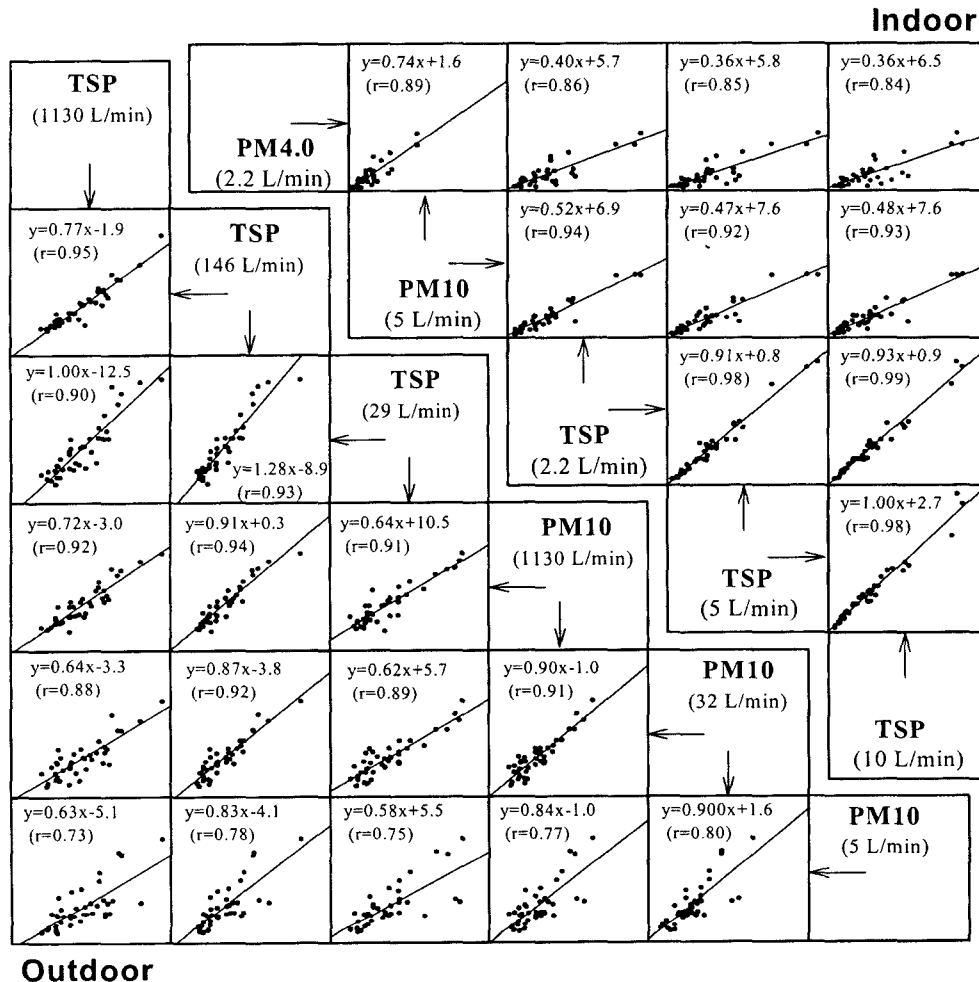 Indoor
TSP
(1130 L/min)
PM4.0
(2.2 L/min)
y=0.74x+1.6
(r=0.89)
y=0.40x+5.7
(r=0.86)
y=0.36x+5.8
(r=0.85)
y=0.36x+6.5
(r=0.84)
y=0.77x-1.9
(r=0.95)
TSP
(146 L/min)
PM10
(5 L/min)
y=0.52x+6.9
(r=0.94)
y=0.47x+7.6
(r=0.92)
y=0.48x+7.6
(r=0.93)
y=1.00x-12.5
(r=0.90)
y=1.28x-8.9
(r=0.93)
TSP
(29 L/min)
TSP
(2.2 L/min)
y=0.91x+0.8
(r=0.98)
y=0.93x+0.9
(r=0.99)
y=0.72x-3.0
(r=0.92)
y=0.91x+0.3
(r=0.94)
y=0.64x+10.5
(r=0.91)
PM10
(1130 L/min)
TSP
(5 L/min)
y=1.00x+2.7
(r=0.98)
y=0.64x-3.3
(r=0.88)
y=0.87x-3.8
(r=0.92)
y=0.62x+5.7
(r=0.89)
y=0.90x-1.0
(r=0.91)
PM10
(32 L/min)
TSP
(10 L/min)
y=0.63x-5.1
(r=0.73)
y=0.83x-4.1
(r=0.78)
y=0.58x+5.5
(r=0.75)
y=0.84x-1.0
(r=0.77)
y=0.900x+1.6
(r=0.80)
PM10
(5 L/min)
Outdoor